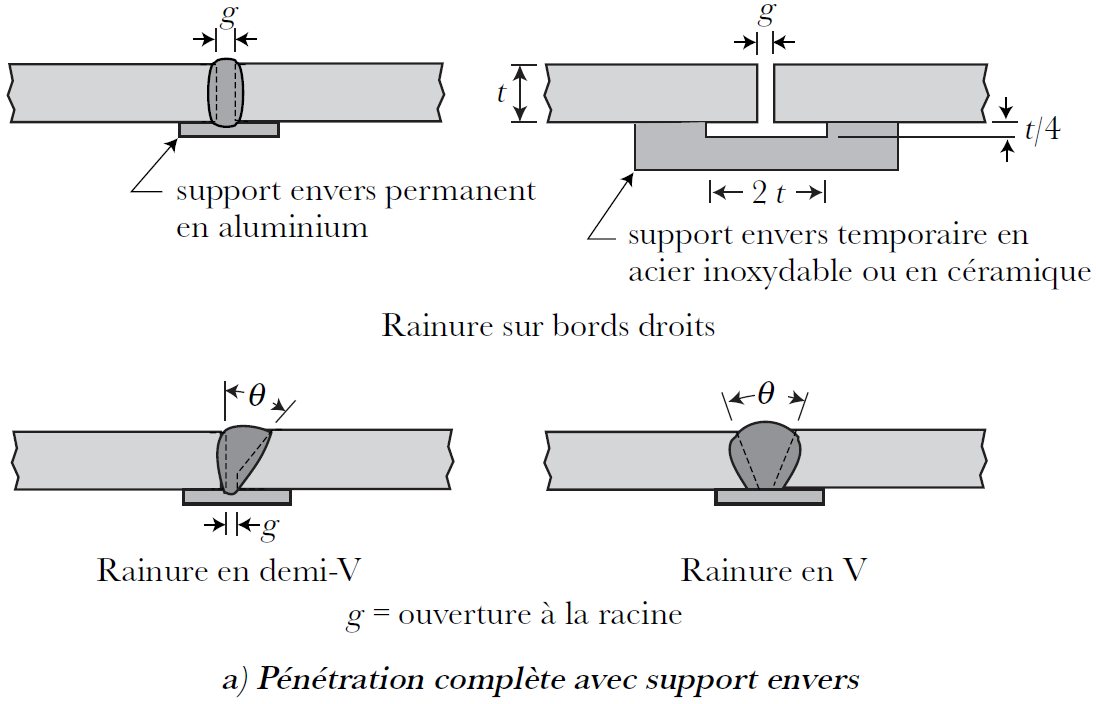 g
g
t
t/4
support envers permanent
en aluminium
2 t
support envers temporaire en
acier inoxydable ou en céramique
Rainure sur bords droits
θ
θ
g
Rainure en demi-V
Rainure en V
g = ouverture à la racine
a) Pénétration complète avec support envers